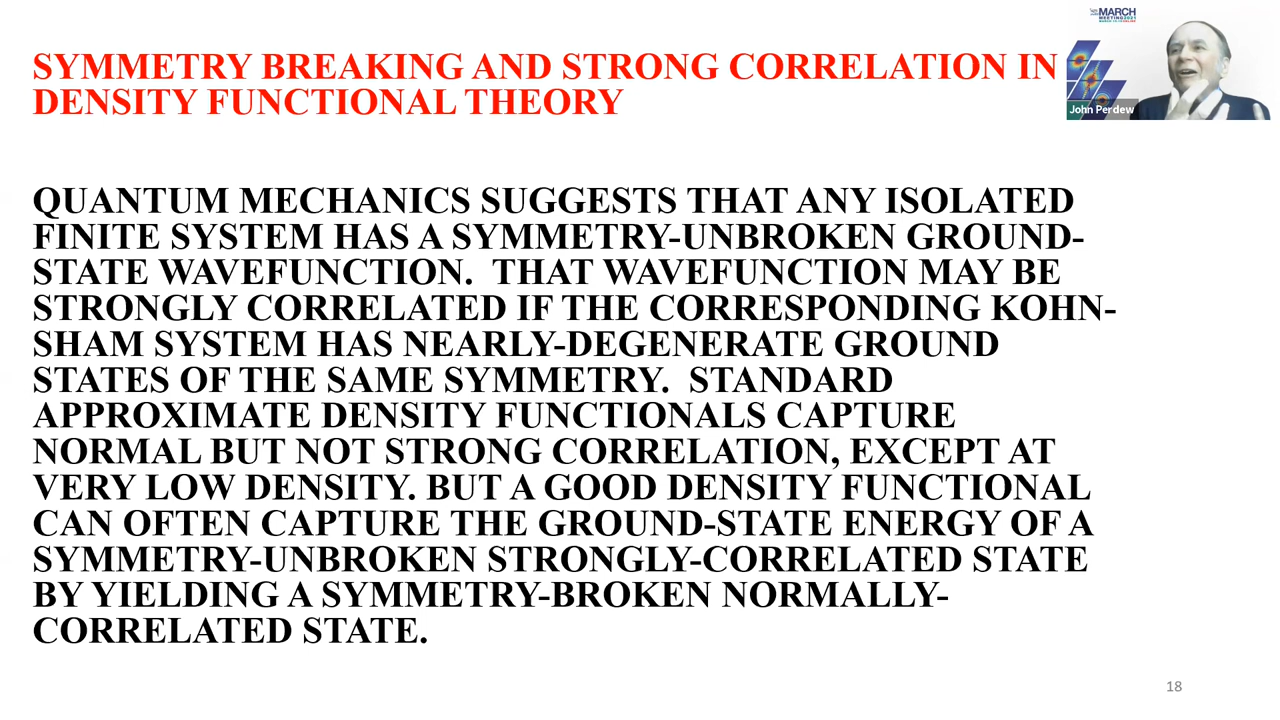 MARCH
MEETING2021
SYMMETRY BREAKING AND STRONG CORRELATION IN
DENSITY FUNCTIONAL THEORY
John Perdew
QUANTUM MECHANICS SUGGESTS THAT ANY ISOLATED
FINITE SYSTEM HAS A SYMMETRY-UNBROKEN GROUND-
STATE WAVEFUNCTION. THAT WAVEFUNCTION MAY BE
STRONGLY CORRELATED IF THE CORRESPONDING KOHN-
SHAM SYSTEM HAS NEARLY-DEGENERATE GROUND
STATES OF THE SAME SYMMETRY. STANDARD
APPROXIMATE DENSITY FUNCTIONALS CAPTURE
NORMAL BUT NOT STRONG CORRELATION, EXCEPT AT
VERY LOW DENSITY. BUT A GOOD DENSITY FUNCTIONAL
CAN OFTEN CAPTURE THE GROUND-STATE ENERGY OF A
SYMMETRY-UNBROKEN STRONGLY-CORRELATED STATE
BY YIELDING A SYMMETRY-BROKEN NORMALLY-
CORRELATED STATE.
18